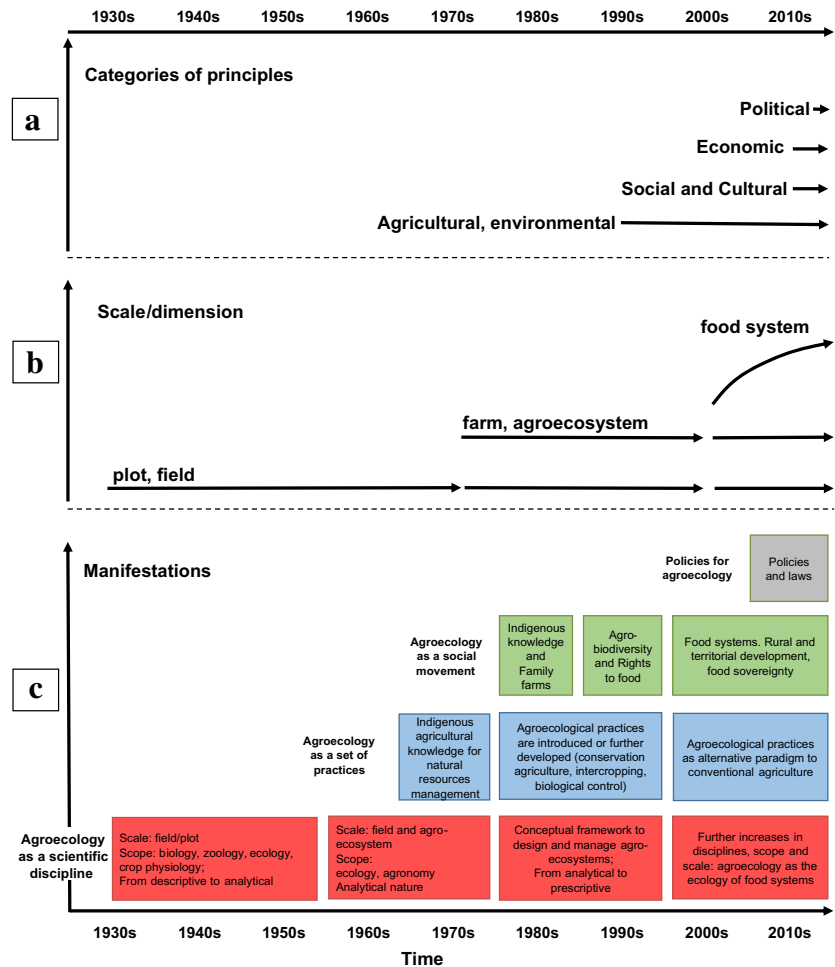 1930s 1940s 1950s 1960s 1970s 1980s 1990s 2000s 2010s
a
Categories of principles
Political
Economic
Social and Cultural
Agricultural, environmental
b
Scale/dimension
food system
farm, agroecosystem
plot, field
c
Manifestations
Policies for
agroecology
Policies
and laws
Agroecology
as a social
movement
Indigenous
knowledge
and
Family
farms
Agro-
biodiversity
and Rights
to food
Food systems. Rural and
territorial development,
food sovereignty
Agroecology
as a set of
practices
Indigenous
agricultural
knowledge for
natural
resources
management
Agroecological practices
are introduced or further
developed (conservation
agriculture, intercropping,
biological control)
Agroecological practices
as alternative paradigm to
conventional agriculture
Agroecology
as a scientific
discipline
Scale: field/plot
Scope: biology, zoology, ecology,
crop physiology;
From descriptive to analytical
Scale: field and agro-
ecosystem
Scope:
ecology, agronomy
Analytical nature
Conceptual framework to
design and manage agro-
ecosystems;
From analytical to
prescriptive
Further increases in
disciplines, scope and
scale: agroecology as the
ecology of food systems
1930s 1940s 1950s 1960s 1970s 1980s 1990s 2000s 2010s
Time